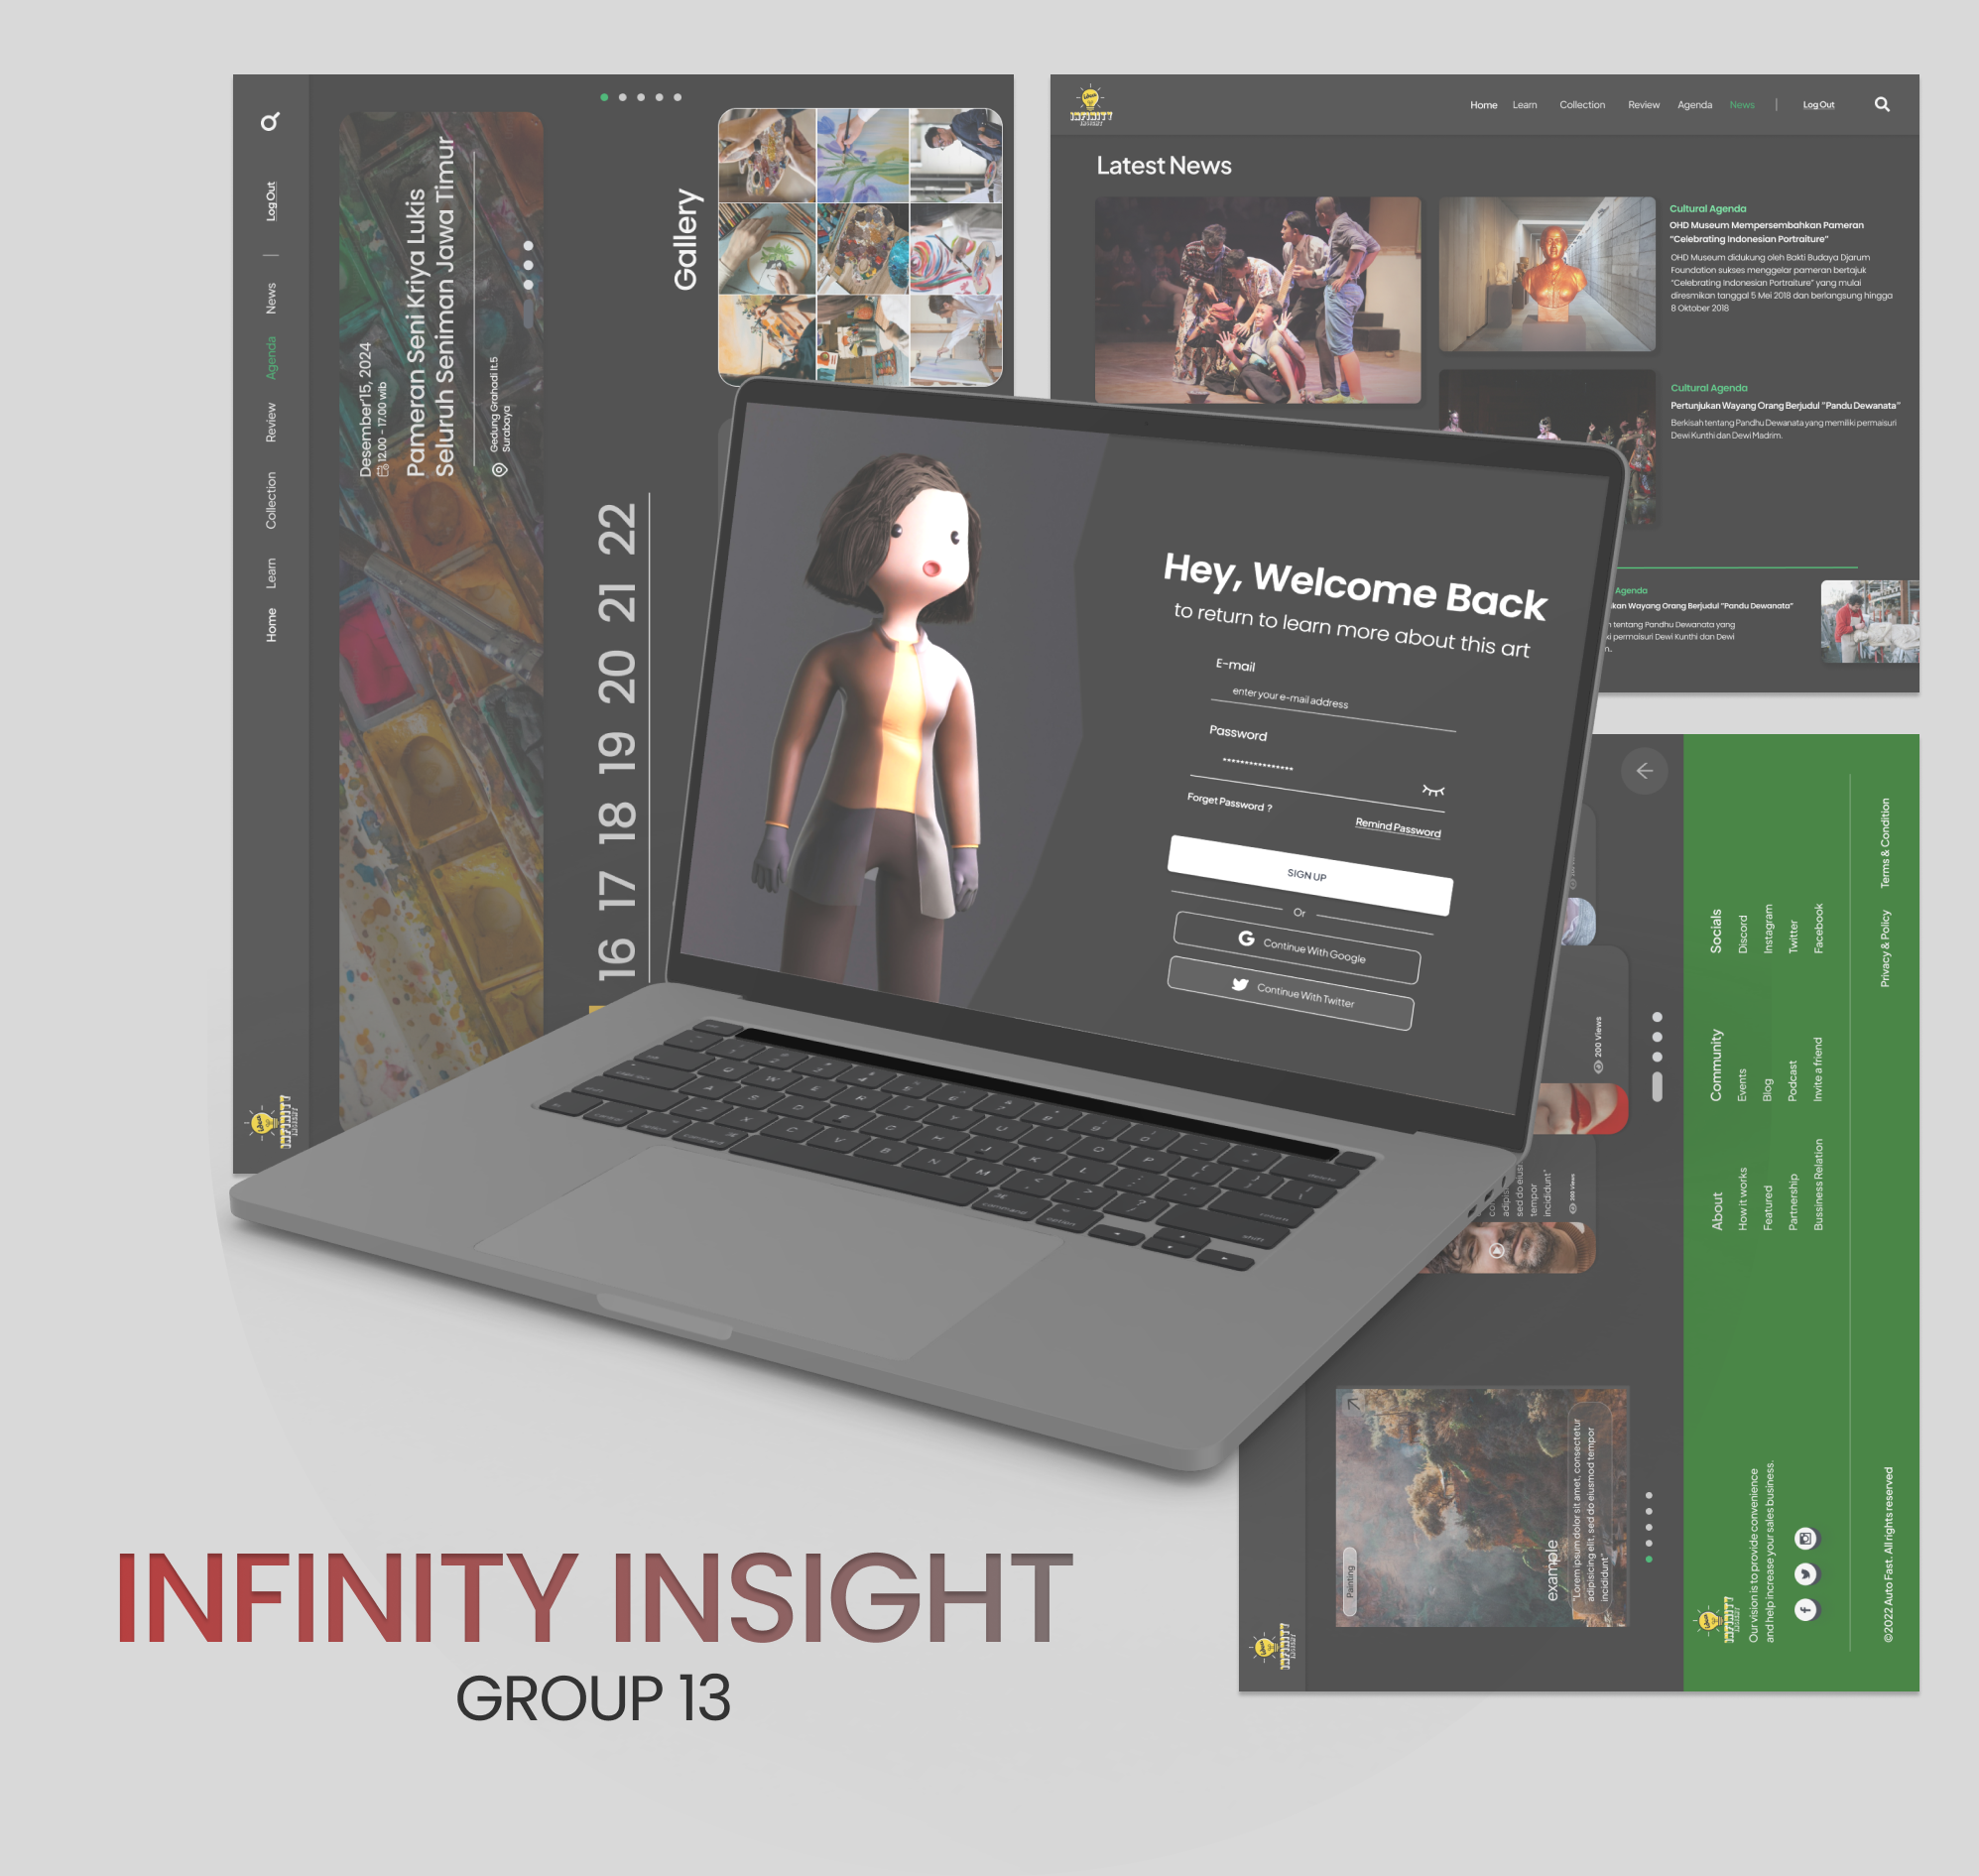 Home
Learn
Collection
Review
Agenda
News
Log Out
Desember'15, 2024
12.00 - 17.00 wib
Pameran Seni Kriya Lukis
Seluruh Seniman Jawa Timur
Gedung Grahadi lt.5
Surabaya
16 17 18 19 20 21 22
Gallery
Home Learn Collection Review Agenda News | Log Out
Latest News
Cultural Agenda
OHD Museum Mempersembahkan Pameran
"Celebrating Indonesian Portraiture"
OHD Museum didukung oleh Bakti Budaya Djarum
Foundation sukses menggelar pameran bertajuk
"Celebrating Indonesian Portraiture" yang mulai
diresmikan tanggal 5 Mei 2018 dan berlangsung hingga
8 Oktober 2018
Cultural Agenda
Pertunjukan Wayang Orang Berjudul "Pandu Dewanata"
Berkisah tentang Pandhu Dewanata yang memiliki permaisuri
Dewi Kunthi dan Dewi Madrim.
Agenda
kan Wayang Orang Berjudul "Pandu Dewanata"
tentang Pandhu Dewanata yang
permaisuri Dewi Kunthi dan Dewi
Hey, Welcome Back
to return to learn more about this art
E-mail
enter your e-mail address
Password
Forget Password ?
Remind Password
SIGN UP
Or
Continue With Google
Continue With Twitter
200 Views
sed do eiusm
tempor
incididunt"
200 Views
Painting
example
"Lorem ipsum dolor sit amet, consectetur
adipisicing elit, sed do eiusmod tempor
incididunt"
Our vision is to provide convenience
and help increase your sales business.
About
How it works
Featured
Partnership
Bussiness Relation
Community
Events
Blog
Podcast
Invite a friend
Socials
Discord
Instagram
Twitter
Facebook
©2022 Auto Fast. All rights reserved
Privacy & Policy
Terms & Condition
INFINITY INSIGHT
GROUP 13